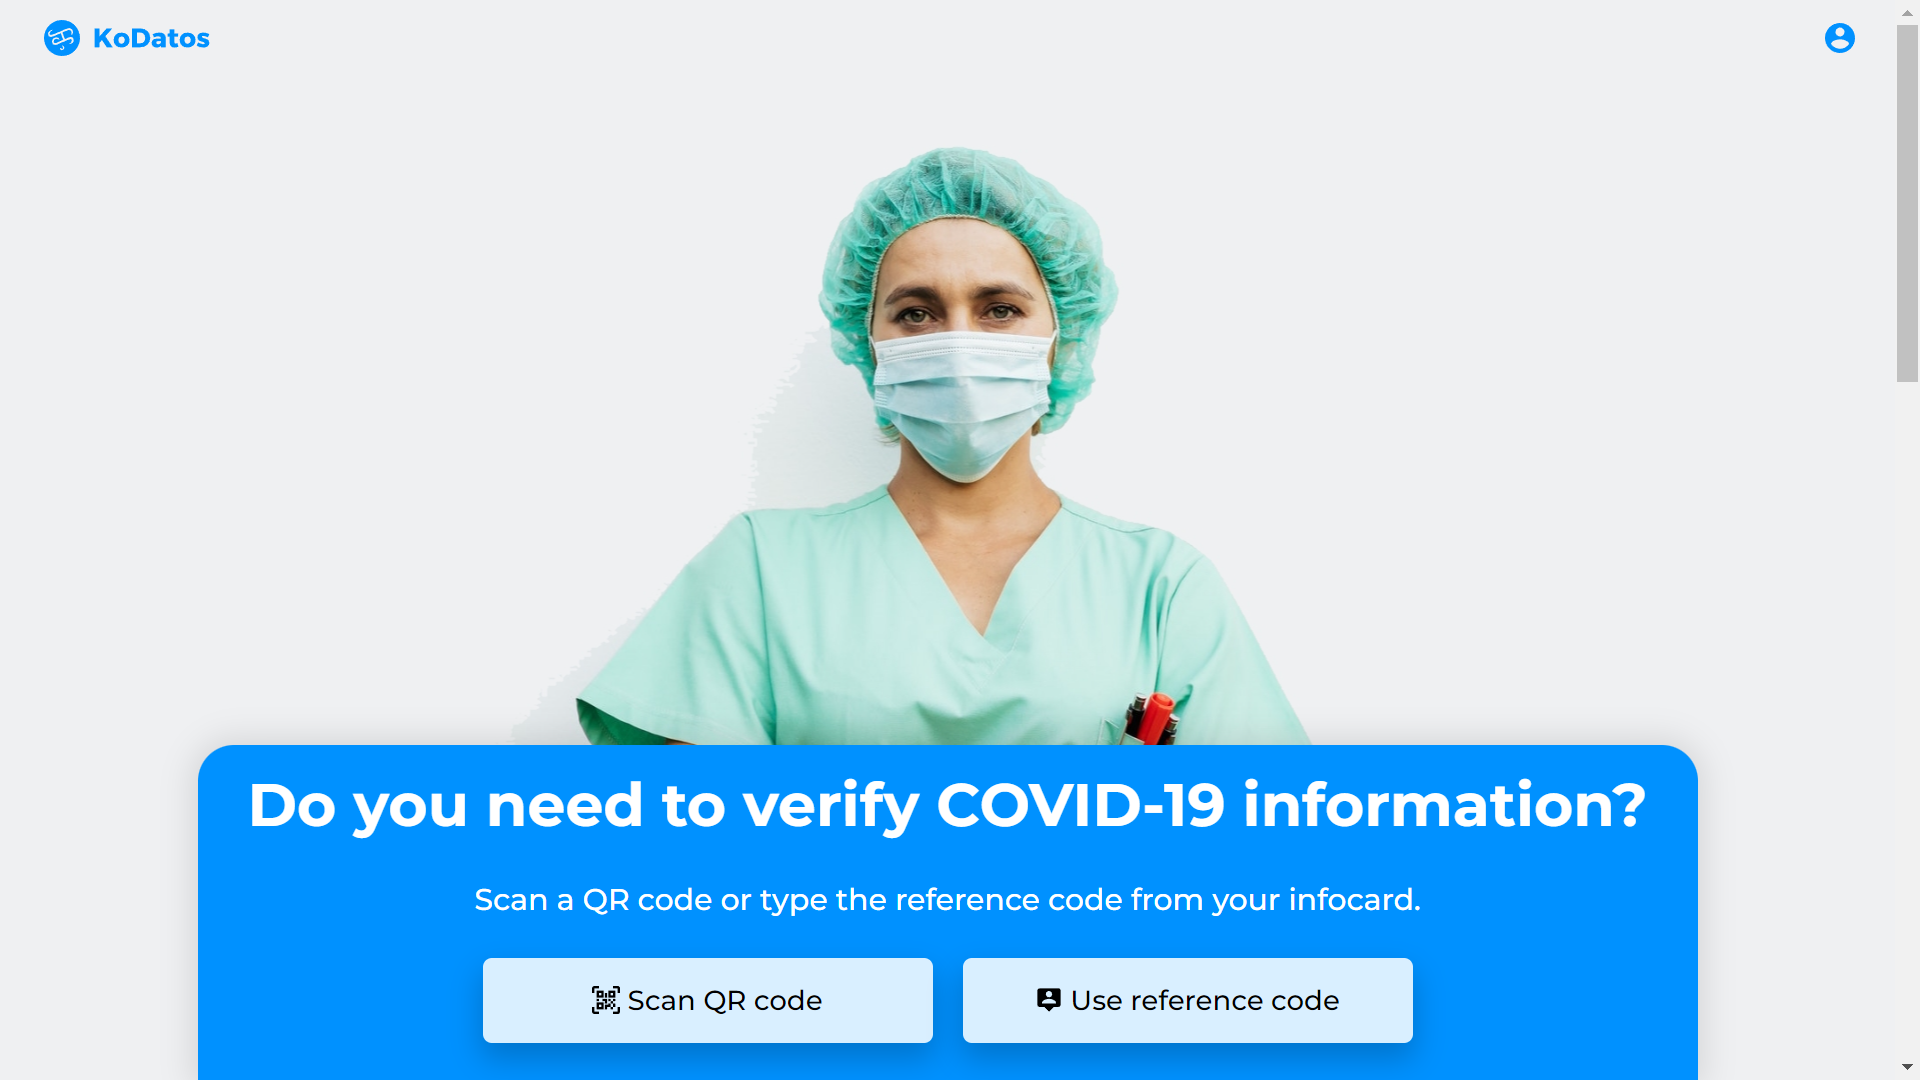 KoDatos
Do you need to verify COVID-19 information?
Scan a QR code or type the reference code from your infocard.
Scan QR code
Use reference code